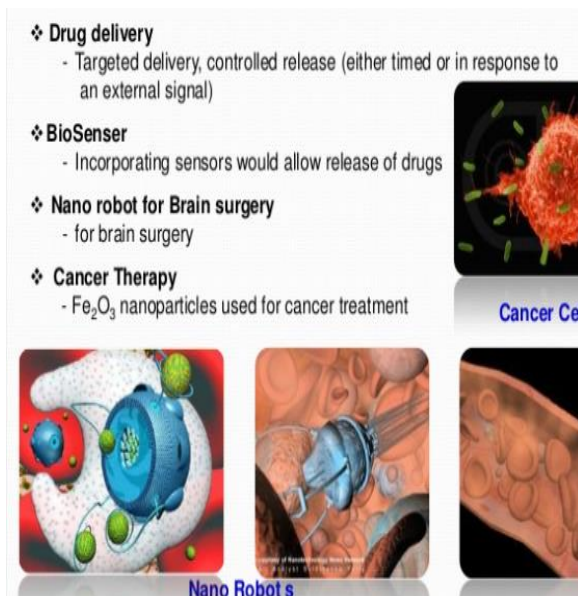 ❖ Drug delivery
- Targeted delivery, controlled release (either timed or in response to
an external signal)
❖BioSenser
- Incorporating sensors would allow release of drugs
❖ Nano robot for Brain surgery
- for brain surgery
❖ Cancer Therapy
- Fe₂O₃ nanoparticles used for cancer treatment
Cancer Ce
Nano Robot s